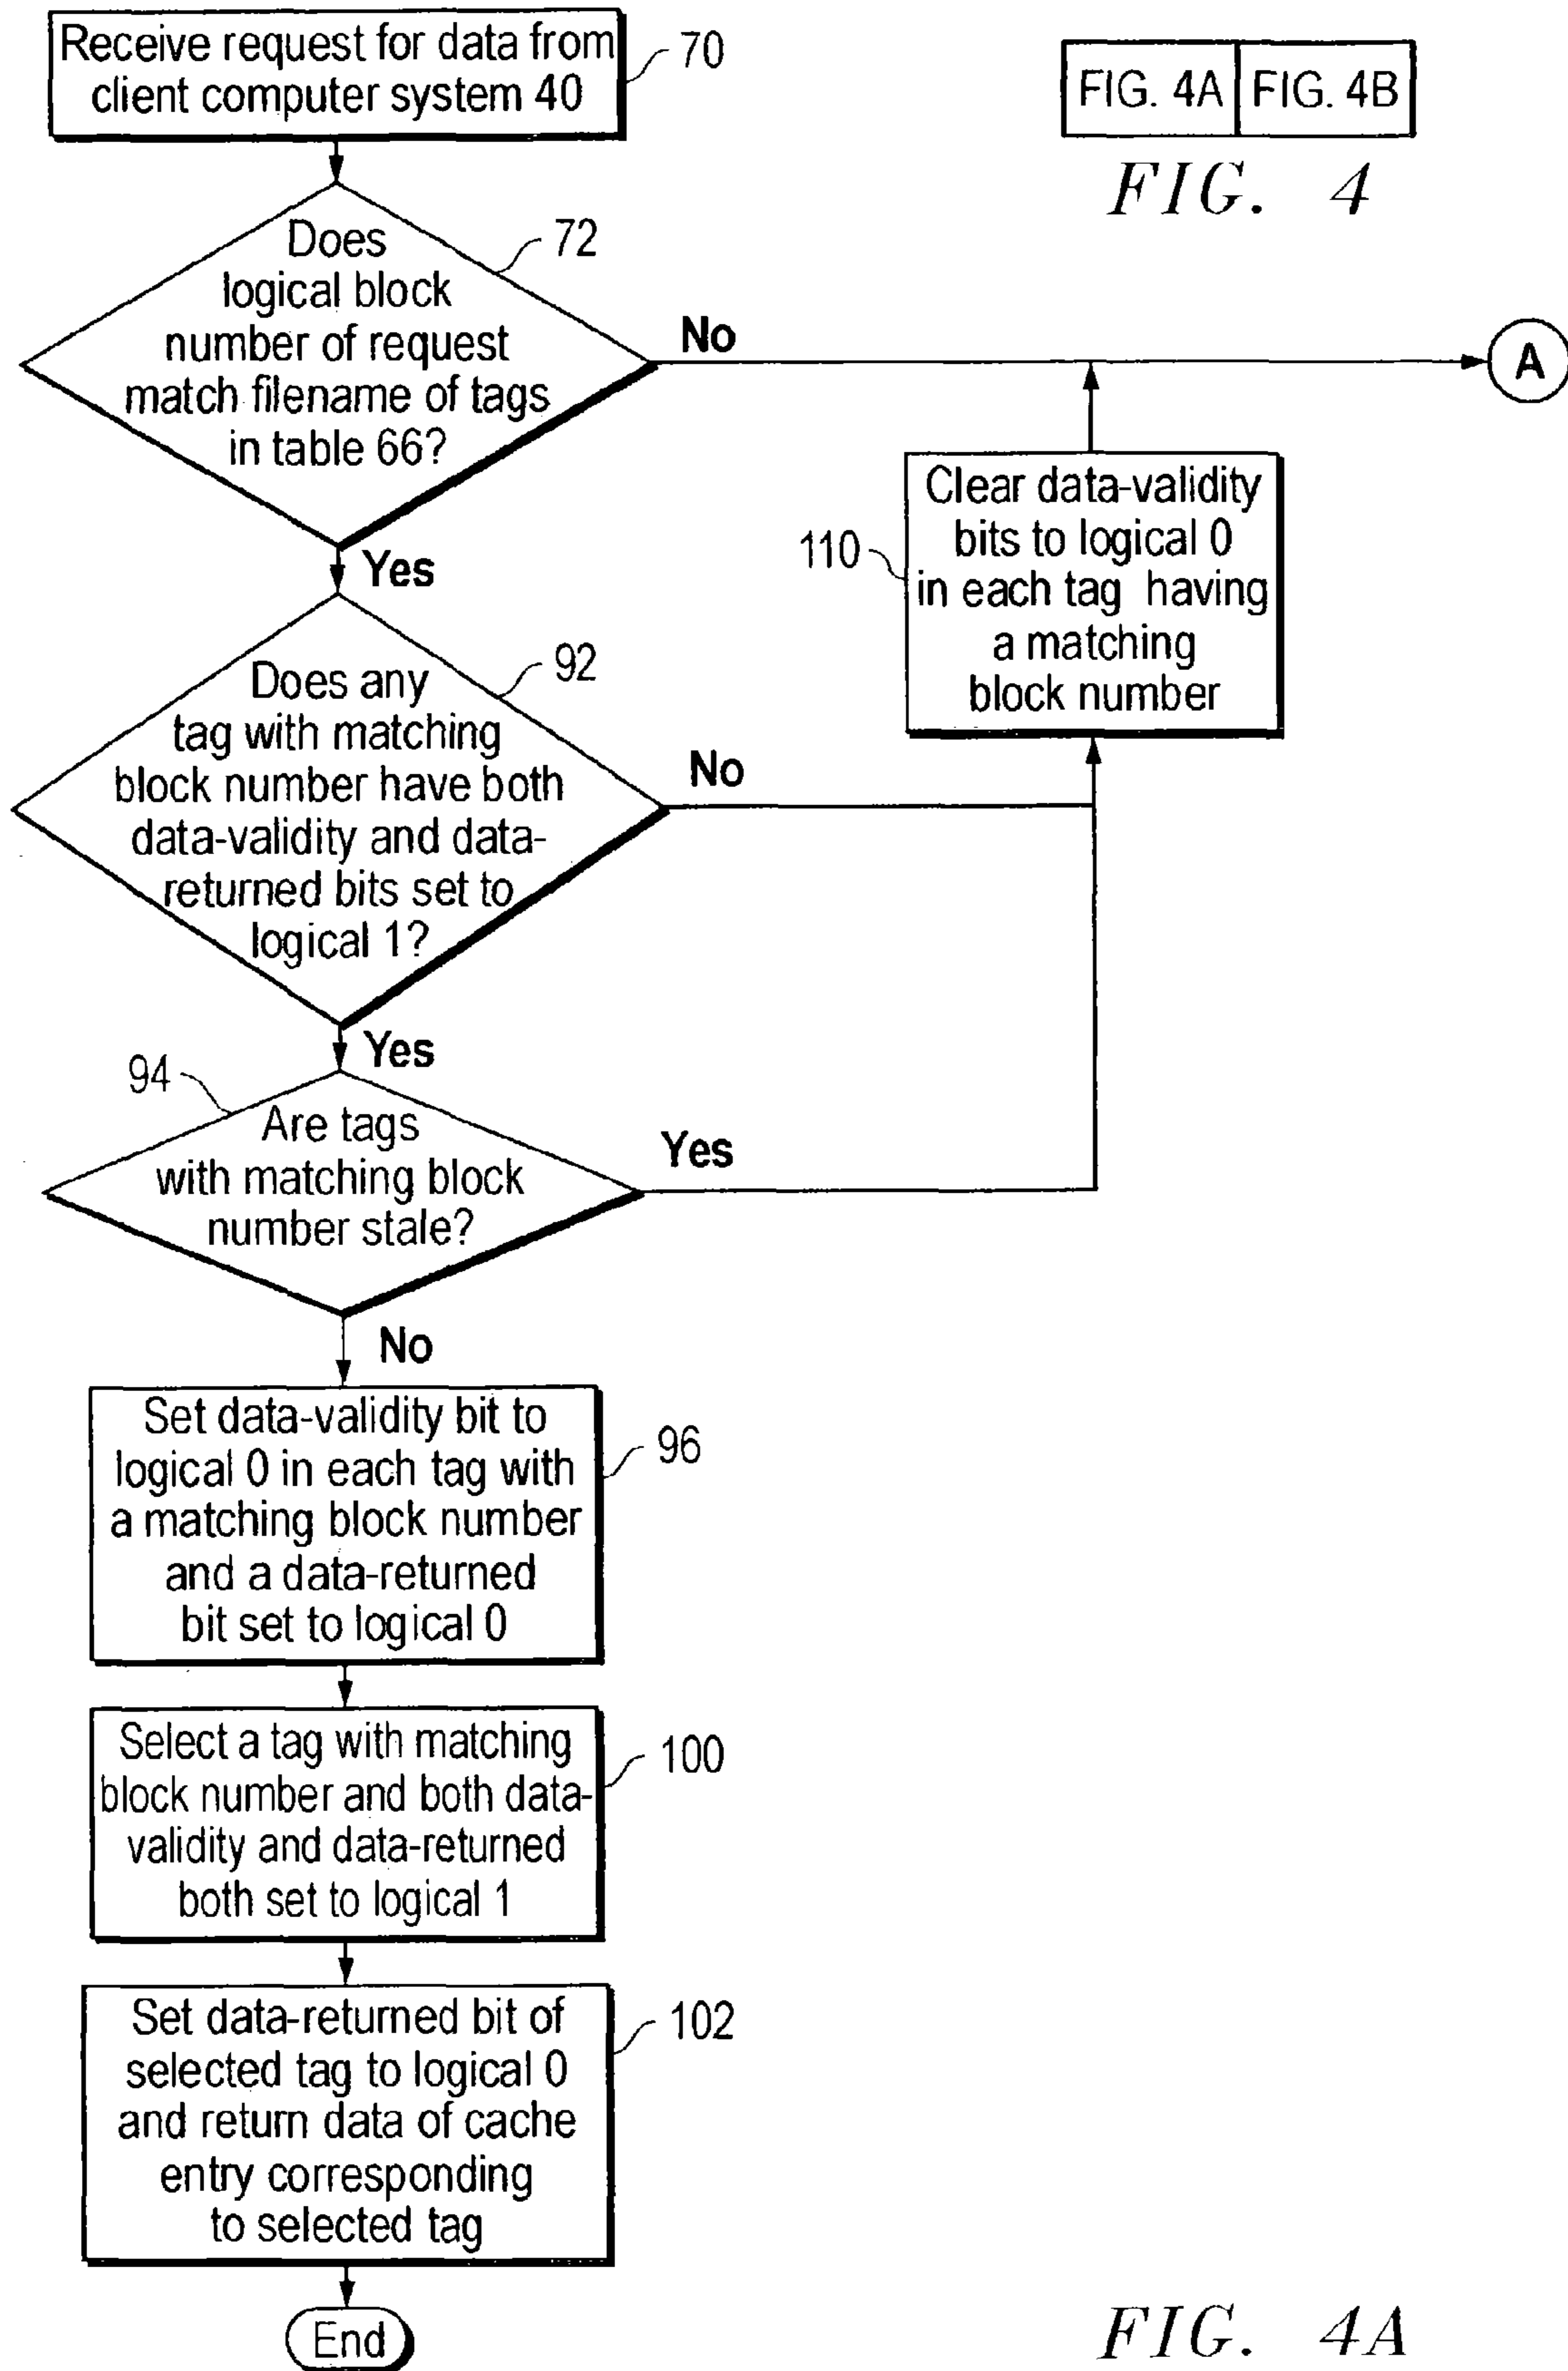 Receive request for data from
client computer system 40
70
FIG. 4A FIG. 4B
FIG. 4
Does
logical block
number of request
match filename of tags
in table 66?
72
No
A
Yes
Clear data-validity
bits to logical 0
in each tag having
a matching
block number
110
Does any
tag with matching
block number have both
data-validity and data-
returned bits set to
logical 1?
92
No
Yes
94
Are tags
with matching block
number stale?
Yes
No
Set data-validity bit to
logical 0 in each tag with
a matching block number
and a data-returned
bit set to logical 0
96
Select a tag with matching
block number and both data-
validity and data-returned
both set to logical 1
100
Set data-returned bit of
selected tag to logical 0
and return data of cache
entry corresponding
to selected tag
102
End
FIG. 4A